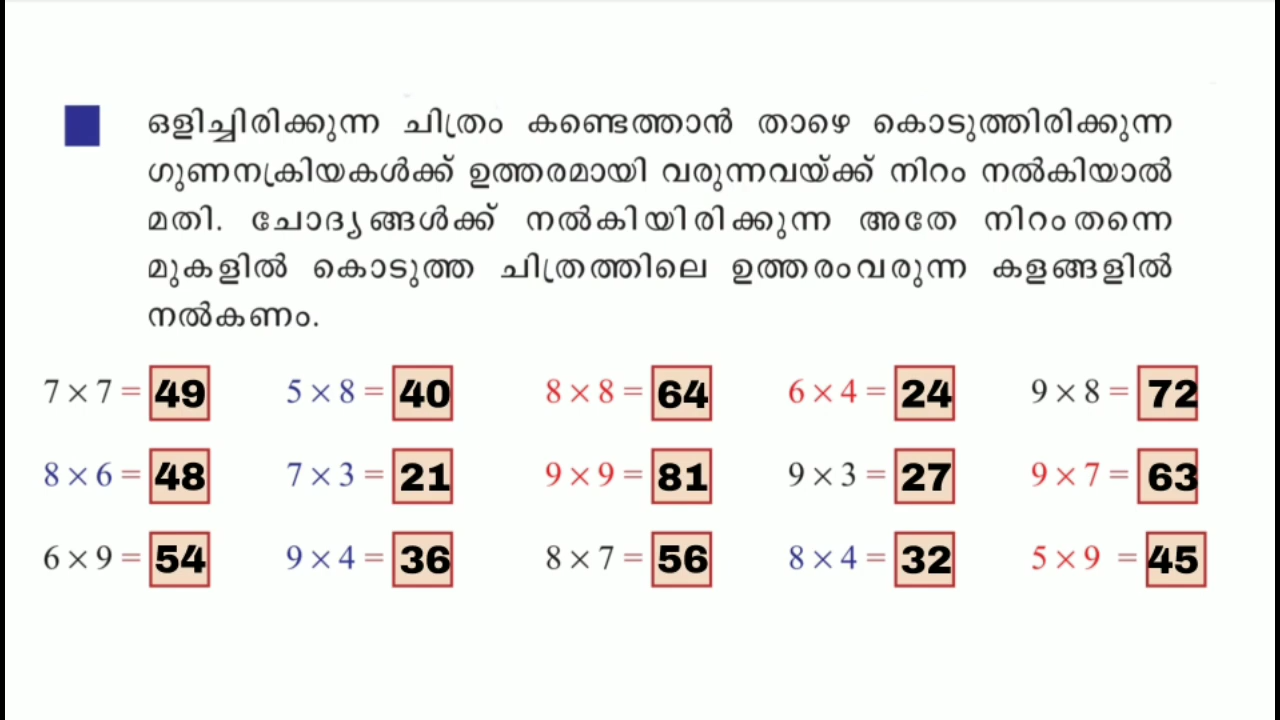 ഒളിച്ചിരിക്കുന്ന ചിത്രം കണ്ടെത്താൻ താഴെ കൊടുത്തിരിക്കുന്ന
ഗുണനക്രിയകൾക്ക് ഉത്തരമായി വരുന്നവയ്ക്ക് നിറം നൽകിയാൽ
മതി. ചോദ്യങ്ങൾക്ക് നൽകിയിരിക്കുന്ന അതേ നിറം തന്നെ
മുകളിൽ കൊടുത്ത ചിത്രത്തിലെ ഉത്തരംവരുന്ന കളങ്ങളിൽ
നൽകണം.
7 × 7 = 49 5 × 8 = 40 8 × 8 = 64 6 × 4 = 24 9 × 8 = 72
8 × 6 = 48 7 × 3 = 21 9 × 9 = 81 9 × 3 = 27 9 × 7 = 63
6 × 9 = 54 9 × 4 = 36 8 × 7 = 56 8 × 4 = 32 5 × 9 = 45